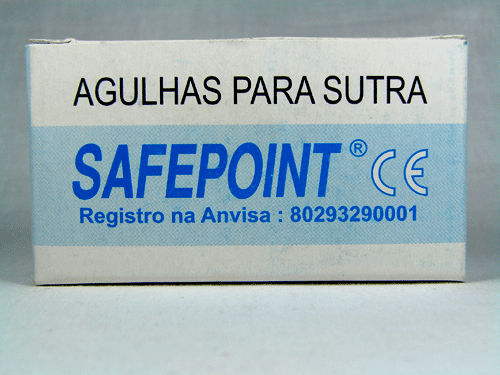 AGULHAS PARA SUTRA
SAFEPOINT ® CE
Registro na Anvisa : 80293290001